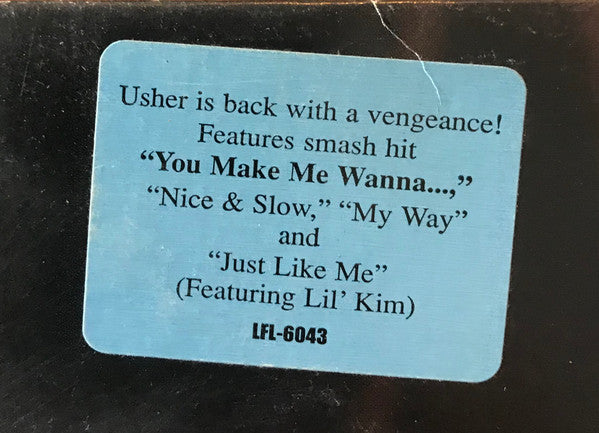 Usher is back with a vengeance!
Features smash hit
“You Make Me Wanna...,”
“Nice & Slow,” “My Way”
and
“Just Like Me”
(Featuring Lil’ Kim)
LFL-6043